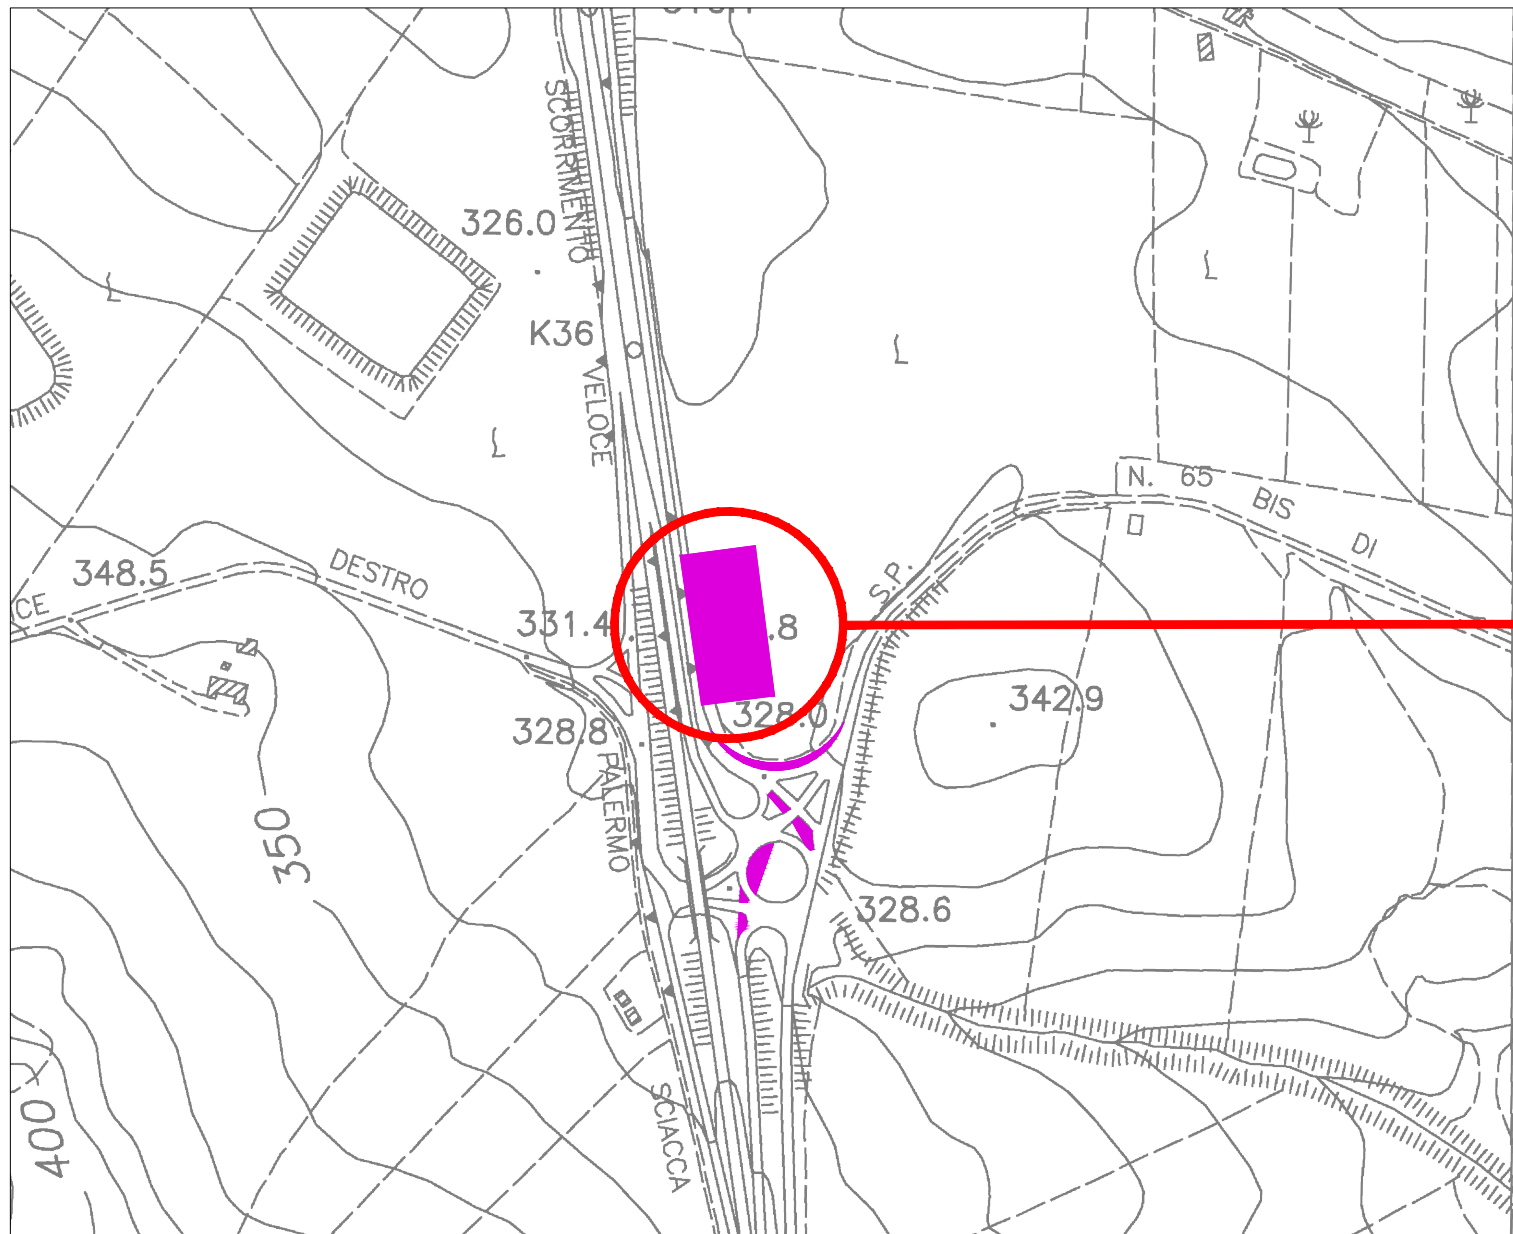 SCORRIMENTO
326.0
K36
VELOCE
N. 65
BIS
DI
348.5
DESTRO
S.P.
CE
331.4
.8
342.9
328.0
328.8
PALERMO
350
328.6
SCIACCA
400